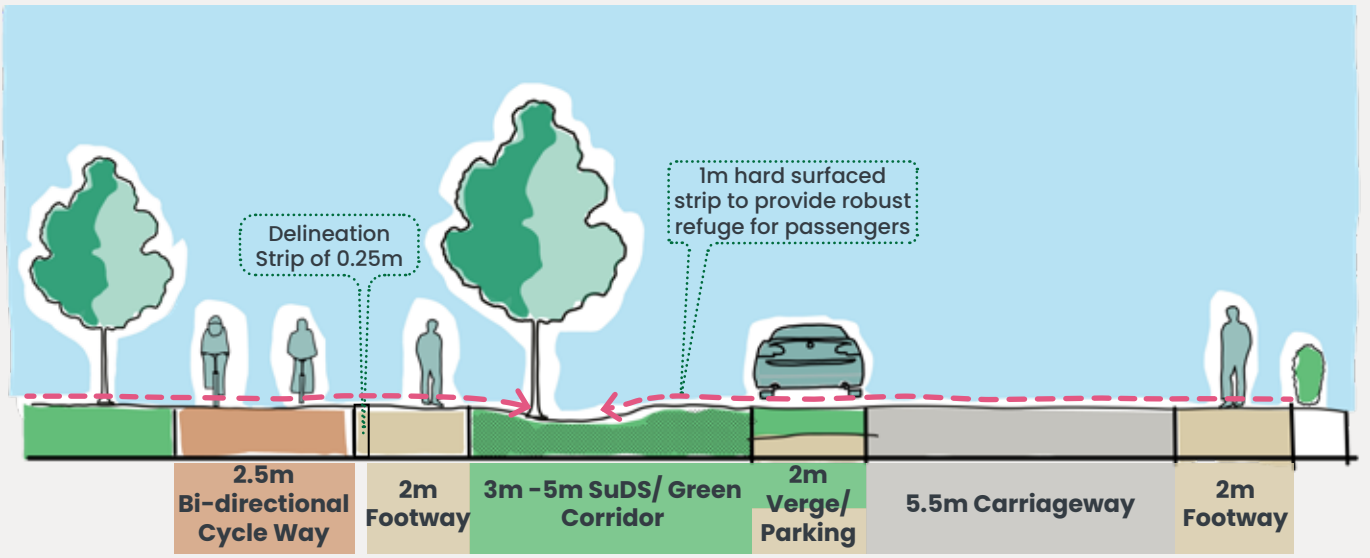 1m hard surfaced
strip to provide robust
refuge for passengers
Delineation
Strip of 0.25m
2.5m
Bi-directional
Cycle Way
2m
Footway
3m -5m SuDS/ Green
Corridor
2m
Verge/
Parking
5.5m Carriageway
2m
Footway